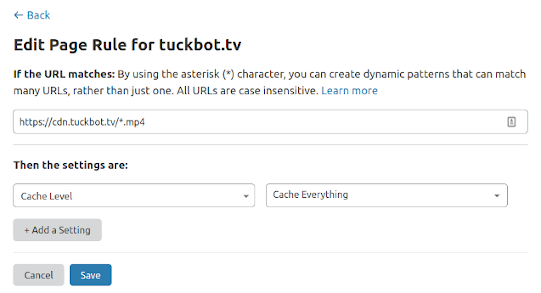 ← Back
Edit Page Rule for tuckbot.tv
If the URL matches: By using the asterisk (*) character, you can create dynamic patterns that can match
many URLs, rather than just one. All URLs are case insensitive. Learn more
https://cdn.tuckbot.tv/*.mp4
Then the settings are:
Cache Level Cache Everything
+ Add a Setting
Cancel Save